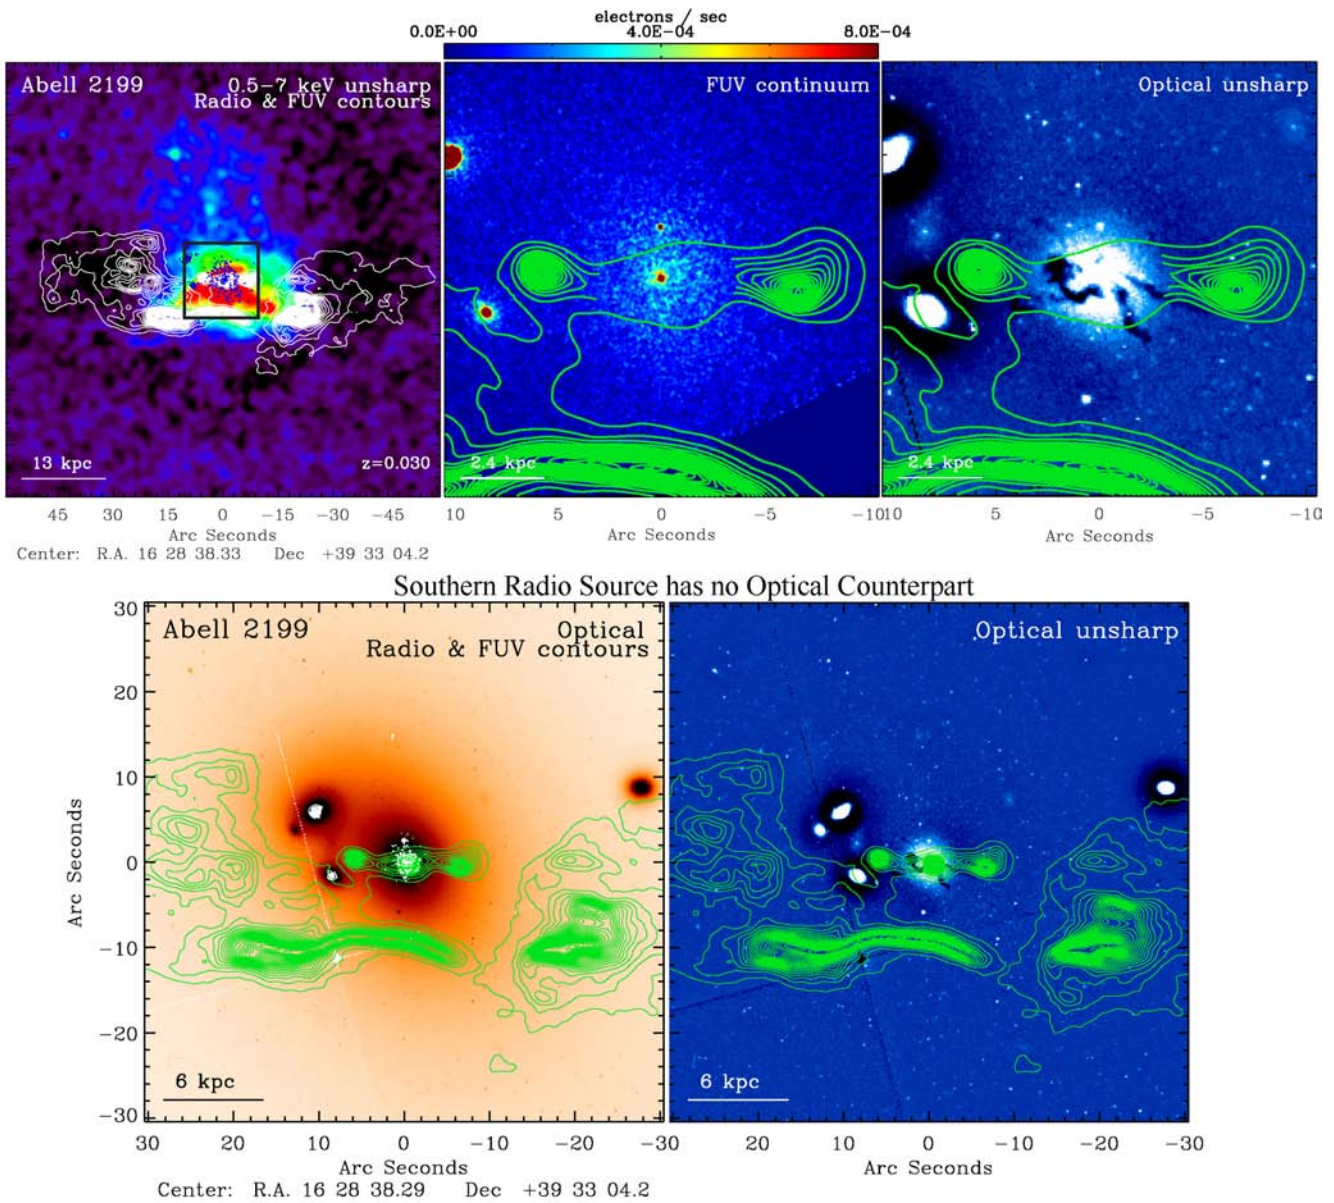 electrons / sec
0.0E+00 4.0E-04 8.0E-04
Abell 2199 0.5-7 keV unsharp
Radio & FUV contours
FUV continuum
Optical unsharp
13 kpc z=0.030
2.4 kpc
2.4 kpc
45 30 15 0 -15 -30 -45
10 5 0 -5 -10
10 5 0 -5 -10
Arc Seconds
Arc Seconds
Arc Seconds
Center: R.A. 16 28 38.33 Dec +39 33 04.2
Southern Radio Source has no Optical Counterpart
Abell 2199 Optical
Radio & FUV contours
Optical unsharp
30
20
10
0
-10
-20
-30
Arc Seconds
6 kpc
6 kpc
30 20 10 0 -10 -20 -30
30 20 10 0 -10 -20 -30
Arc Seconds
Arc Seconds
Center: R.A. 16 28 38.29 Dec +39 33 04.2